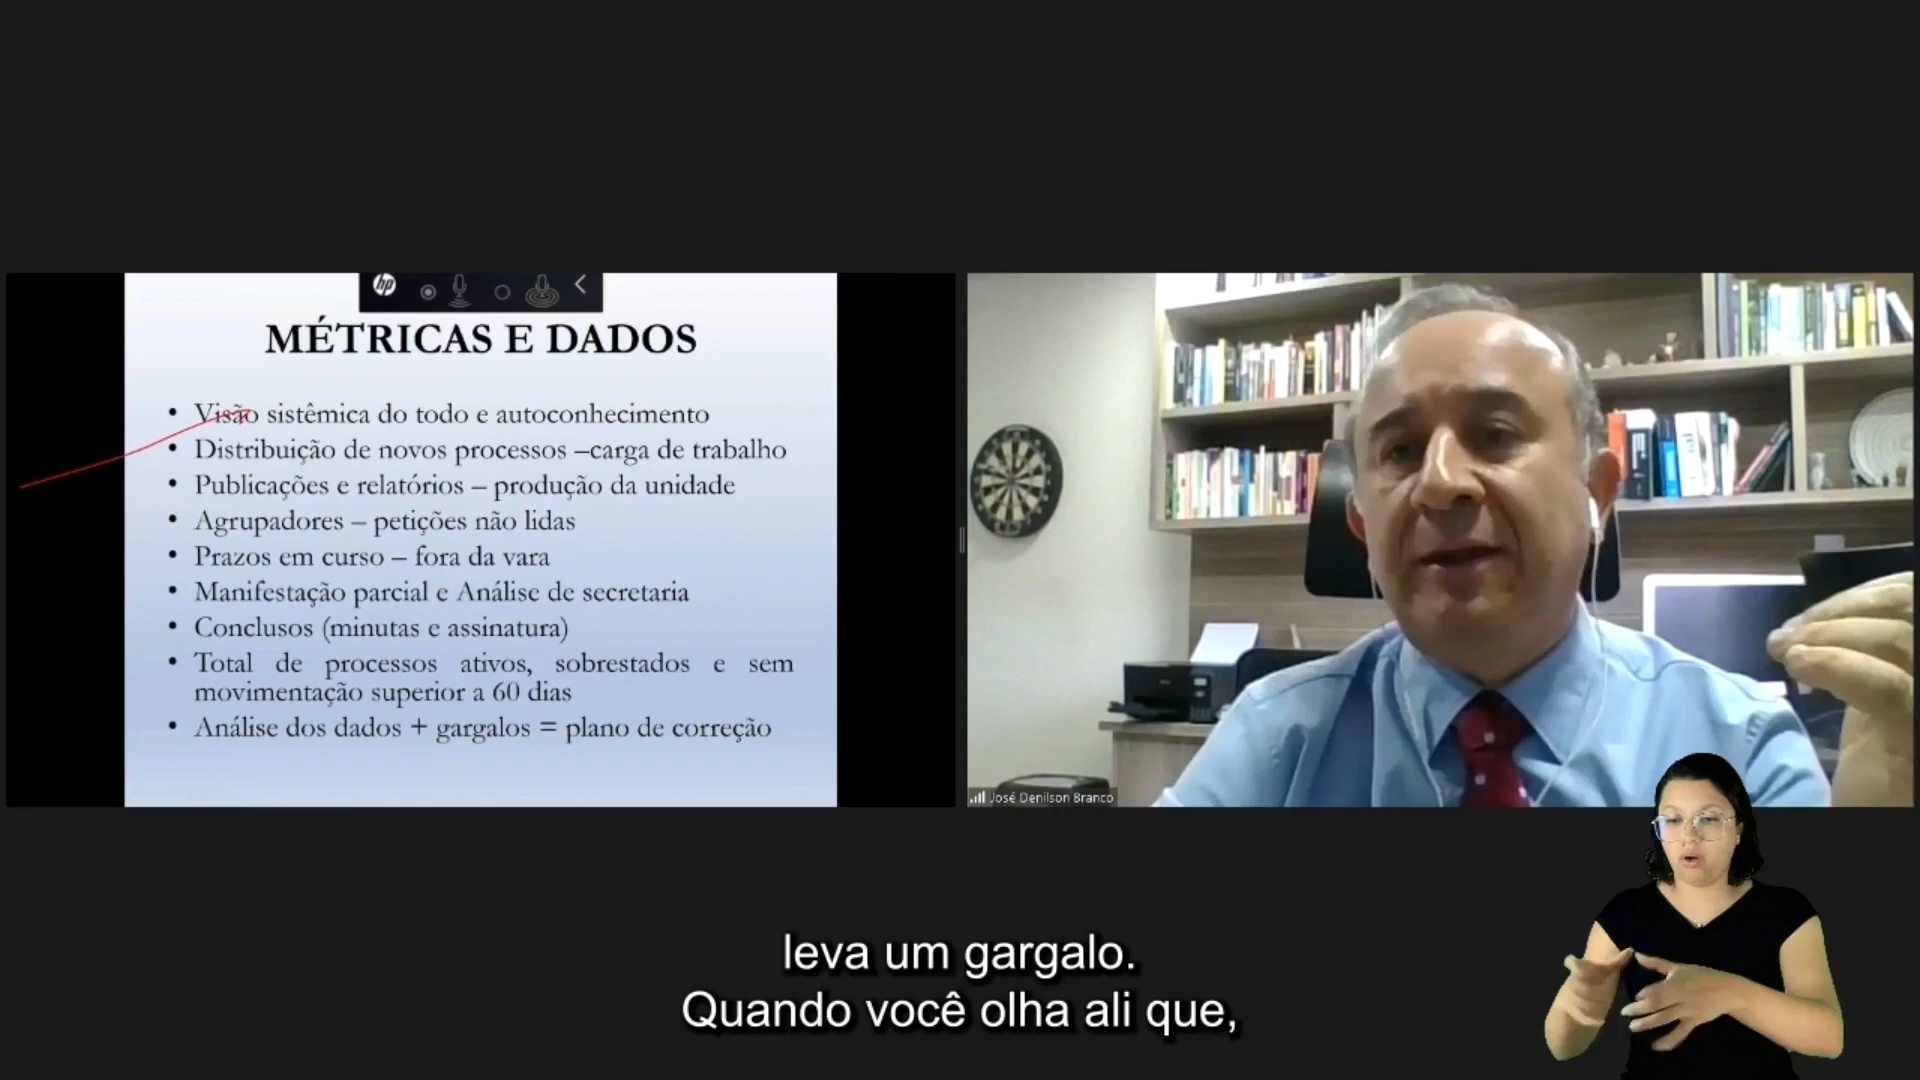 hp
MÉTRICAS E DADOS
• Visão sistêmica do todo e autoconhecimento
• Distribuição de novos processos –carga de trabalho
• Publicações e relatórios – produção da unidade
• Agrupadores – petições não lidas
• Prazos em curso – fora da vara
• Manifestação parcial e Análise de secretaria
• Conclusos (minutas e assinatura)
• Total de processos ativos, sobrestados e sem
movimentação superior a 60 dias
• Análise dos dados + gargalos = plano de correção
José Denilson Branco
leva um gargalo.
Quando você olha ali que,